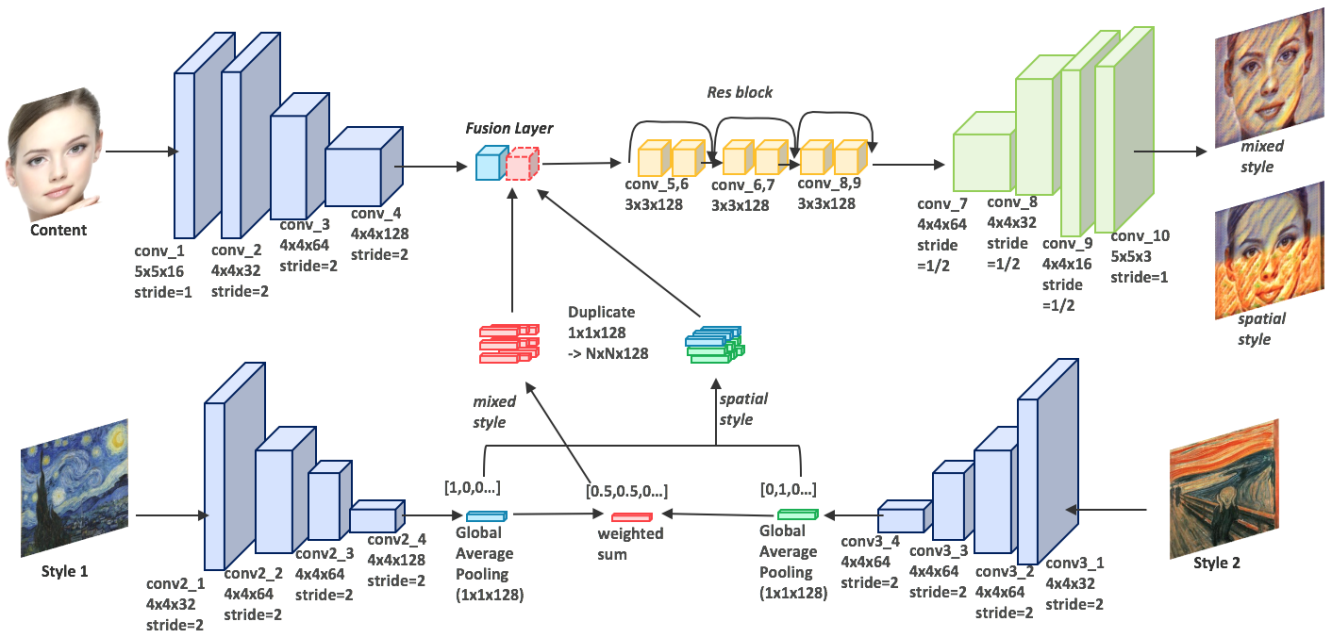 Content
conv_1
5x5x16
stride=1
conv_2
4x4x32
stride=2
conv_3
4x4x64
stride=2
conv_4
4x4x128
stride=2
Fusion Layer
Res block
conv_5,6
3x3x128
conv_6,7
3x3x128
conv_8,9
3x3x128
conv_7
4x4x64
stride
=1/2
conv_8
4x4x32
stride
=1/2
conv_9
4x4x16
stride
=1/2
conv_10
5x5x3
stride=1
mixed
style
spatial
style
Duplicate
1x1x128
-> NxNx128
mixed
style
spatial
style
Style 1
conv2_1
4x4x32
stride=2
conv2_2
4x4x64
stride=2
conv2_3
4x4x64
stride=2
conv2_4
4x4x128
stride=2
[1,0,0...]
Global
Average
Pooling
(1x1x128)
[0.5,0.5,0...]
weighted
sum
[0,1,0...]
Global
Average
Pooling
(1x1x128)
conv3_4
4x4x64
stride=2
conv3_3
4x4x64
stride=2
conv3_2
4x4x64
stride=2
conv3_1
4x4x32
stride=2
Style 2